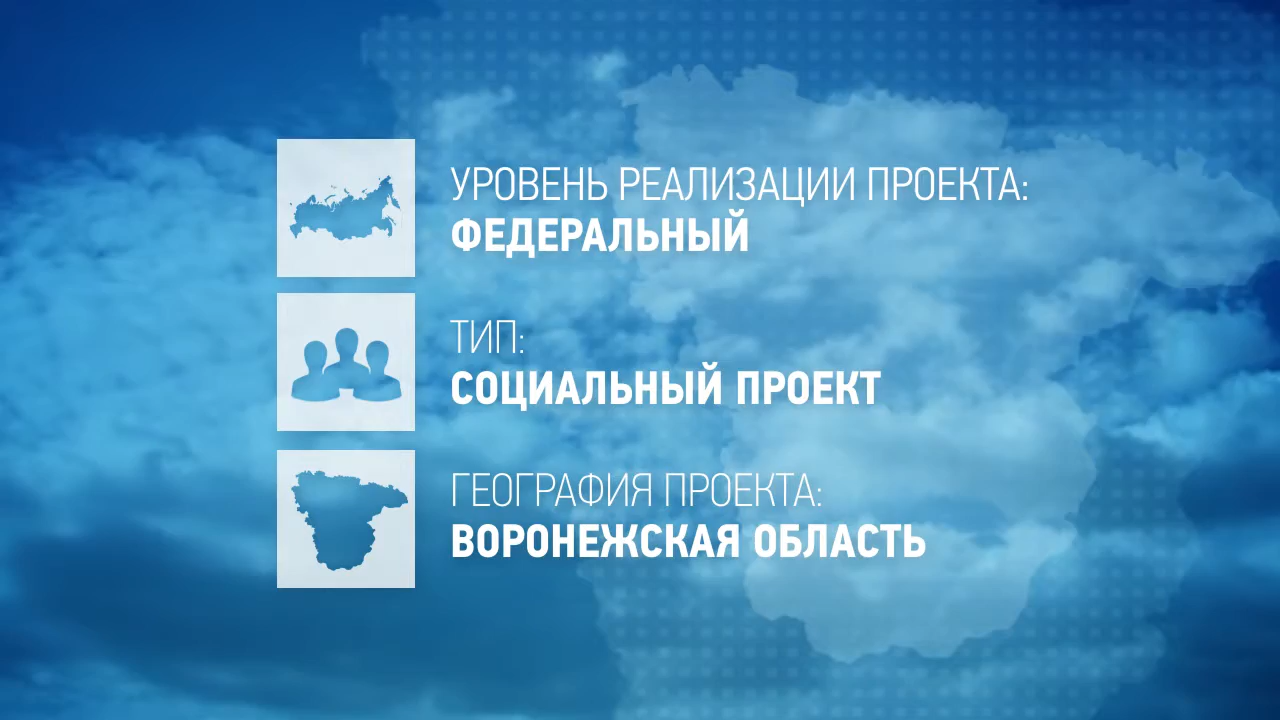 УРОВЕНЬ РЕАЛИЗАЦИИ ПРОЕКТА:
ФЕДЕРАЛЬНЫЙ
ТИП:
СОЦИАЛЬНЫЙ ПРОЕКТ
ГЕОГРАФИЯ ПРОЕКТА:
ВОРОНЕЖСКАЯ ОБЛАСТЬ